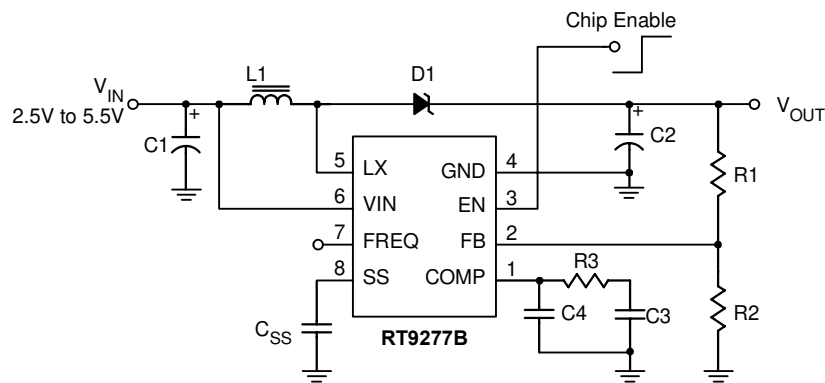 Chip Enable
V_IN
2.5V to 5.5V
L1
D1
V_OUT
+
C1
+
C2
R1
5
LX
GND
4
6
VIN
EN
3
7
FREQ
FB
2
8
SS
COMP
1
R3
C4
C3
R2
C_SS
RT9277B